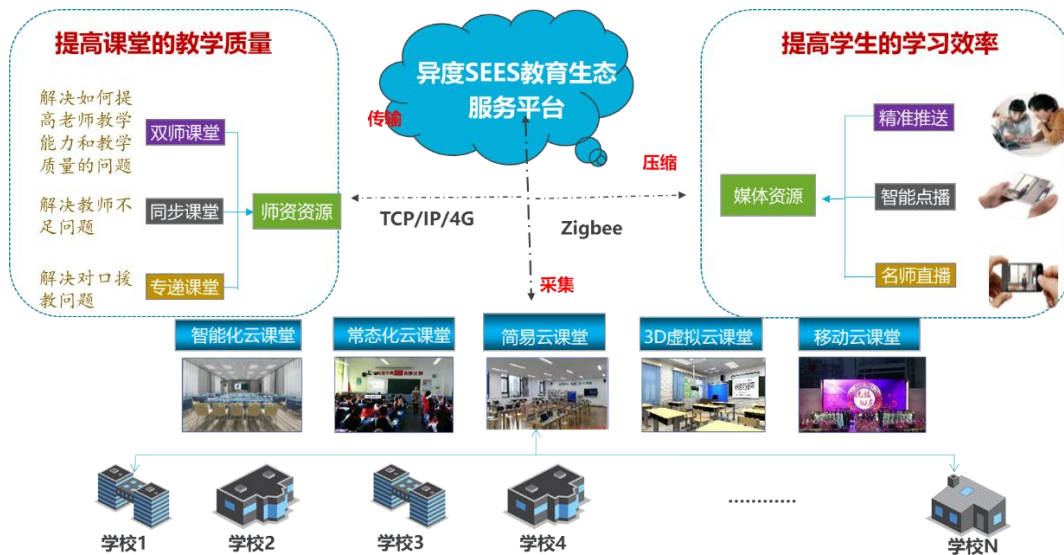 提高课堂的教学质量
解决如何提
高老师教学
能力和教学
质量的问题
双师课堂
解决教师不
足问题
同步课堂
解决对口援
教问题
专递课堂
师资资源
异度SEES教育生态
服务平台
传输
压缩
TCP/IP/4G
Zigbee
采集
提高学生的学习效率
媒体资源
精准推送
智能点播
名师直播
智能化云课堂
常态化云课堂
简易云课堂
3D虚拟云课堂
移动云课堂
学校1
学校2
学校3
学校4
............
学校N